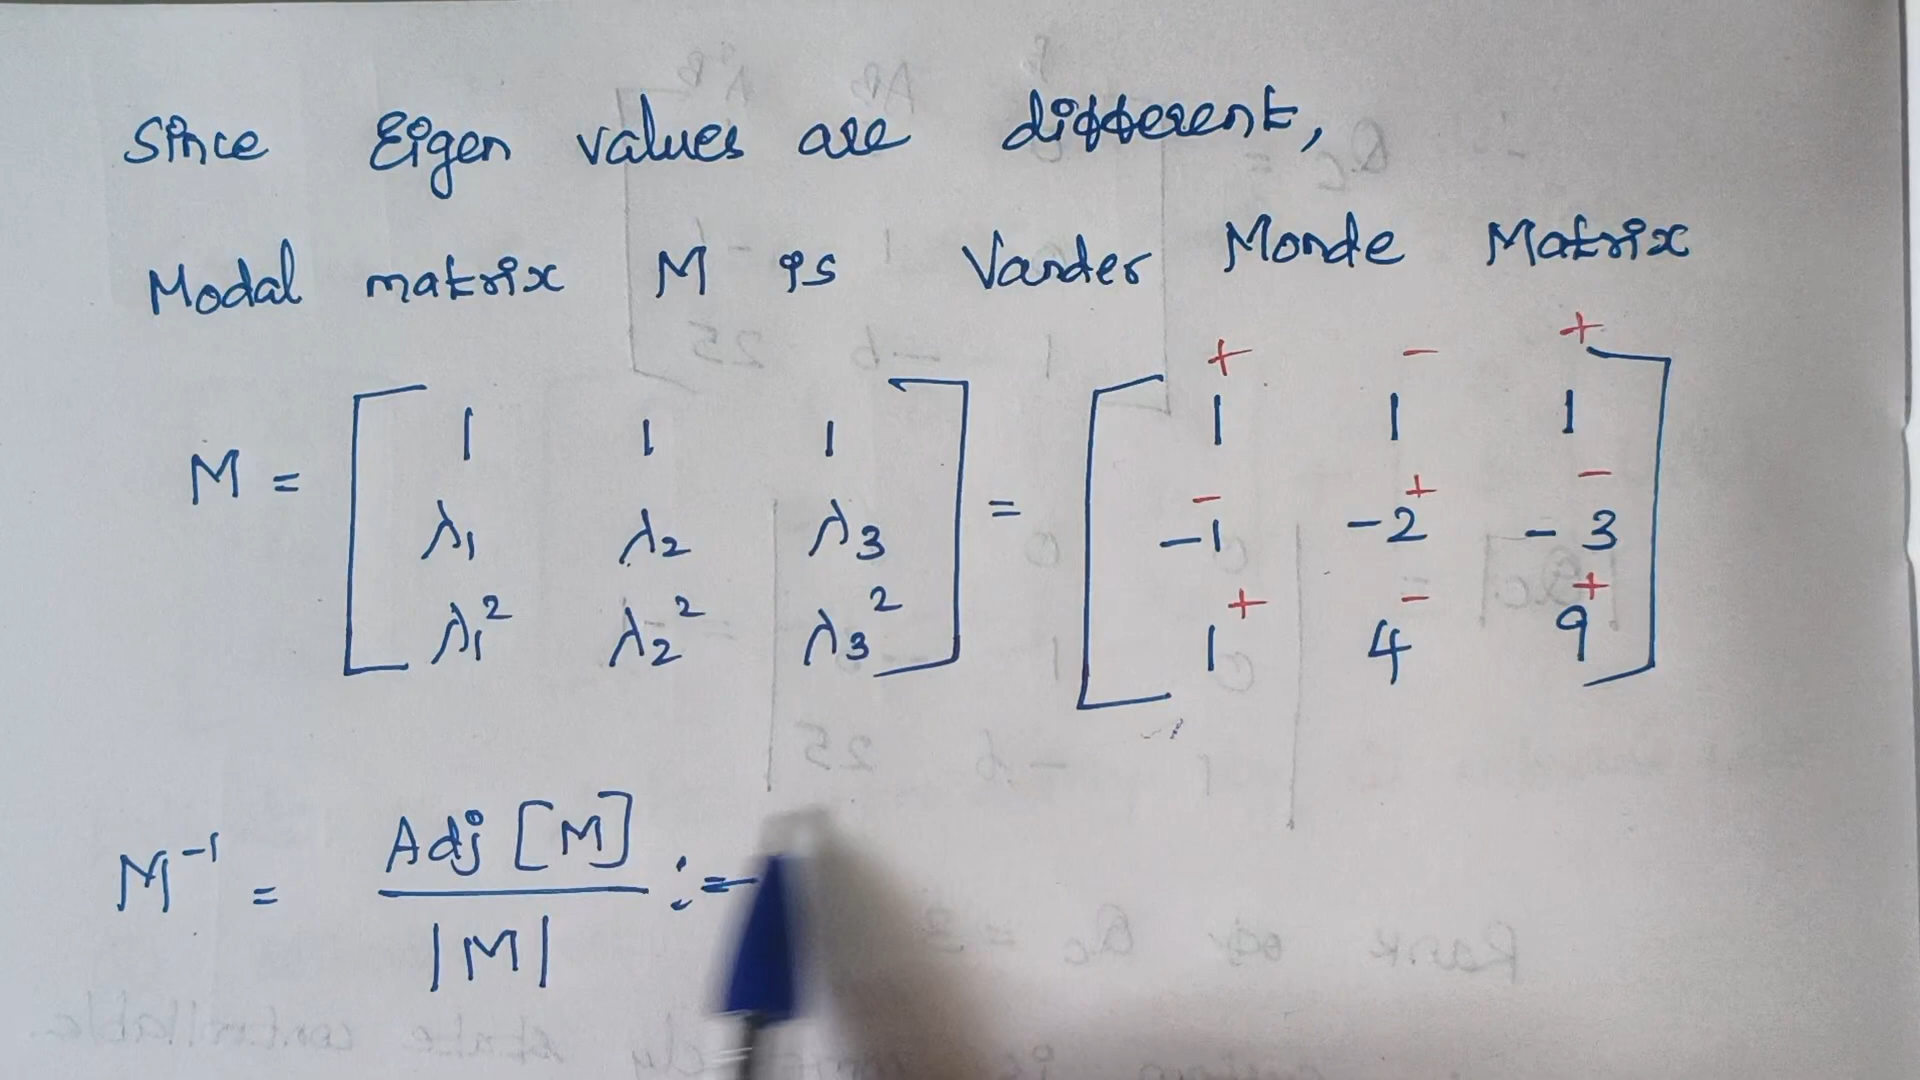 Since Eigen values are different,
Modal matrix M is Vander Monde Matrix
M = [ 1 1 1 ; λ1 λ2 λ3 ; λ1² λ2² λ3² ] = [ + 1 - 1 + 1 ; - -1 + -2 - -3 ; + 1 - 4 + 9 ]
M⁻¹ = Adj [M] / |M| =